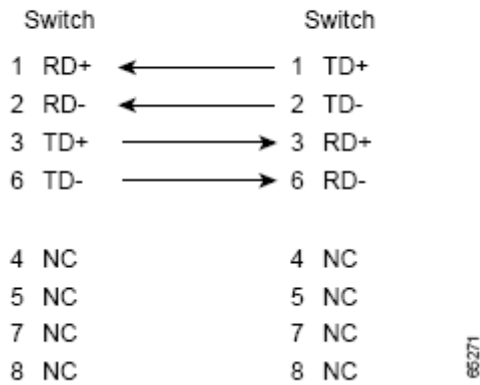 Switch Switch
1 RD+ 1 TD+
2 RD- 2 TD-
3 TD+ 3 RD+
6 TD- 6 RD-
4 NC 4 NC
5 NC 5 NC
7 NC 7 NC
8 NC 8 NC
65271